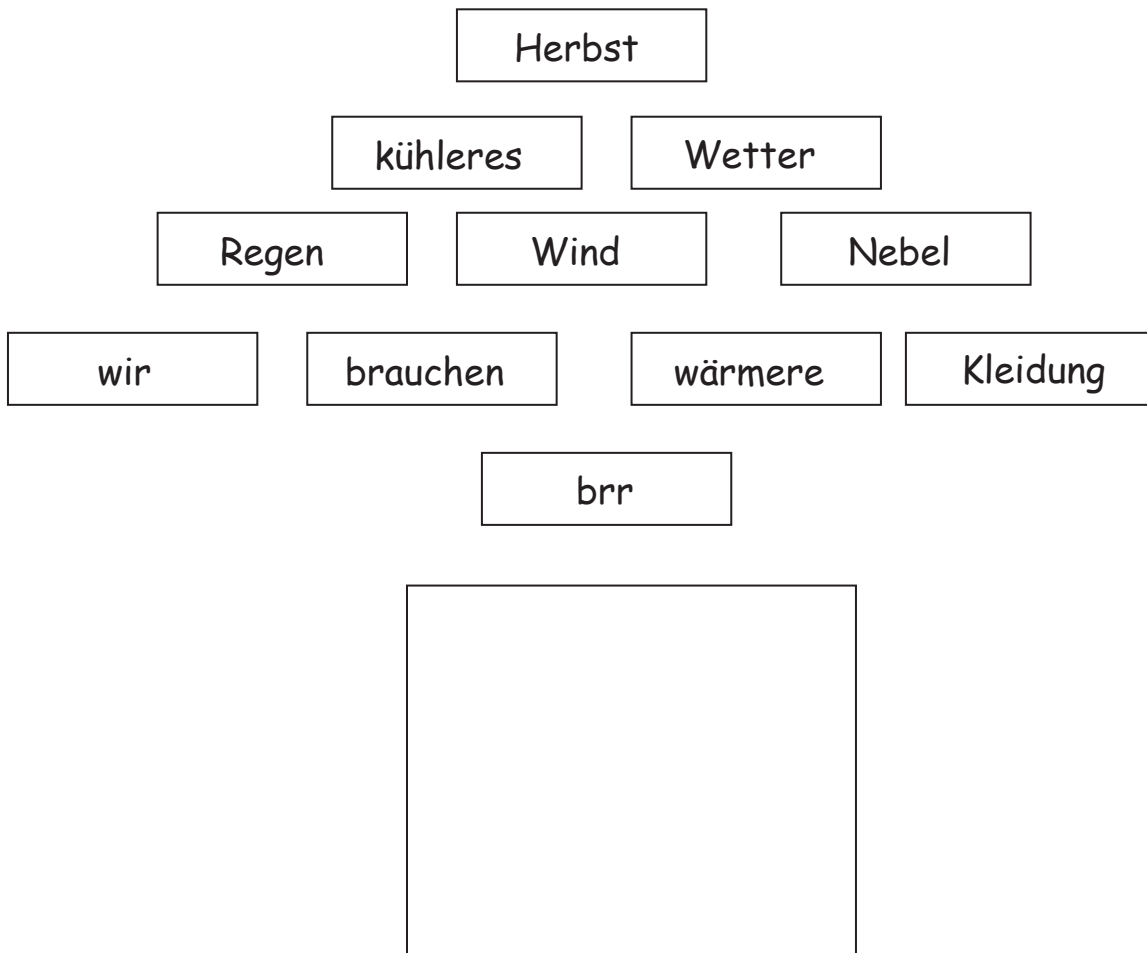 Herbst
kühleres Wetter
Regen Wind Nebel
wir brauchen wärmere Kleidung
brr